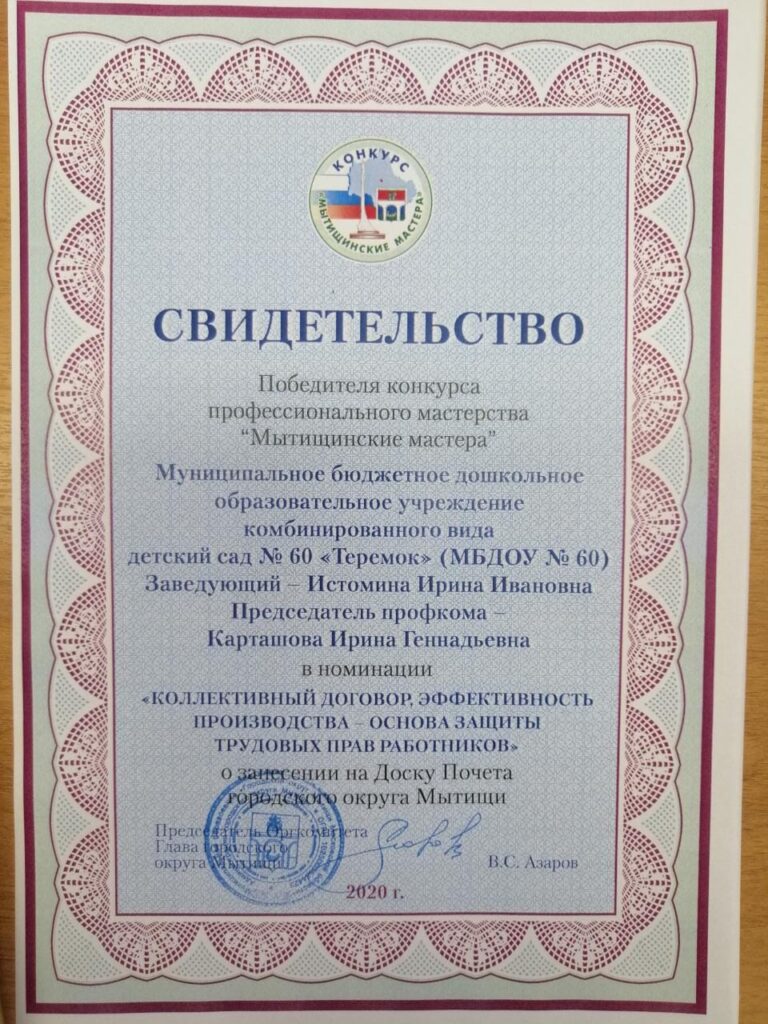 КОНКУРС
«МЫТИЩИНСКИЕ МАСТЕРА»
СВИДЕТЕЛЬСТВО
Победителя конкурса
профессионального мастерства
“Мытищинские мастера”
Муниципальное бюджетное дошкольное
образовательное учреждение
комбинированного вида
детский сад № 60 «Теремок» (МБДОУ № 60)
Заведующий – Истомина Ирина Ивановна
Председатель профкома –
Карташова Ирина Геннадьевна
в номинации
«КОЛЛЕКТИВНЫЙ ДОГОВОР, ЭФФЕКТИВНОСТЬ
ПРОИЗВОДСТВА – ОСНОВА ЗАЩИТЫ
ТРУДОВЫХ ПРАВ РАБОТНИКОВ»
о занесении на Доску Почета
городского округа Мытищи
Председатель Оргкомитета
Глава городского
округа Мытищи
В.С. Азаров
2020 г.